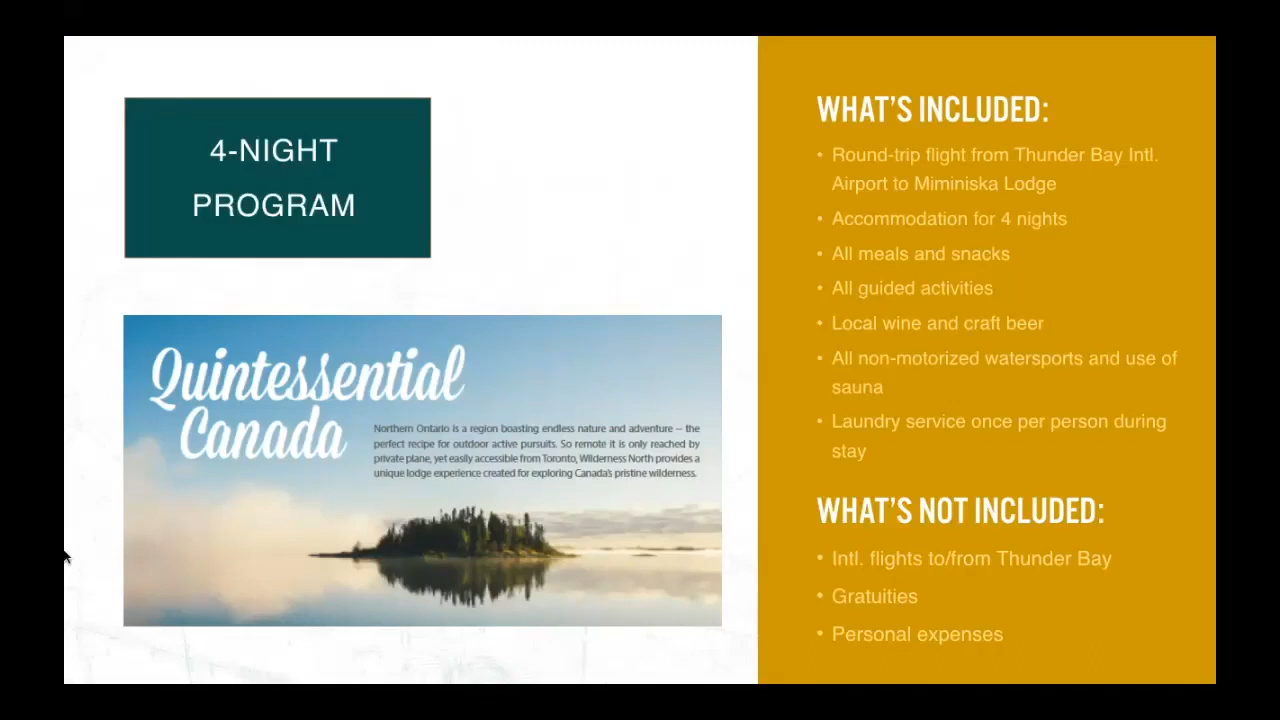 4-NIGHT
PROGRAM
Quintessential
Canada
Northern Ontario is a region boasting endless nature and adventure – the
perfect recipe for outdoor active pursuits. So remote it is only reached by
private plane, yet easily accessible from Toronto, Wilderness North provides a
unique lodge experience created for exploring Canada's pristine wilderness.
WHAT'S INCLUDED:
• Round-trip flight from Thunder Bay Intl.
Airport to Miminiska Lodge
• Accommodation for 4 nights
• All meals and snacks
• All guided activities
• Local wine and craft beer
• All non-motorized watersports and use of
sauna
• Laundry service once per person during
stay
WHAT'S NOT INCLUDED:
• Intl. flights to/from Thunder Bay
• Gratuities
• Personal expenses